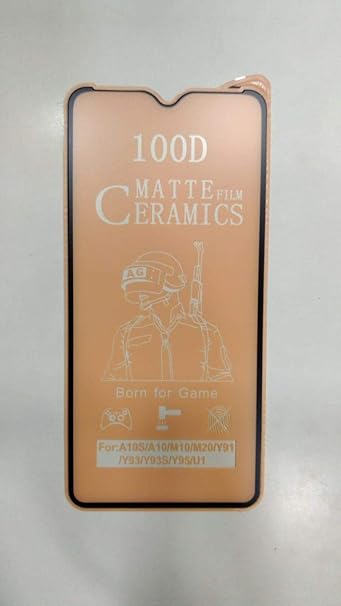 100D
MATTE FILM
CERAMICS
AG
Born for Game
For:A10S/A10/M10/M20/Y91
/Y93/Y93S/Y95/U1